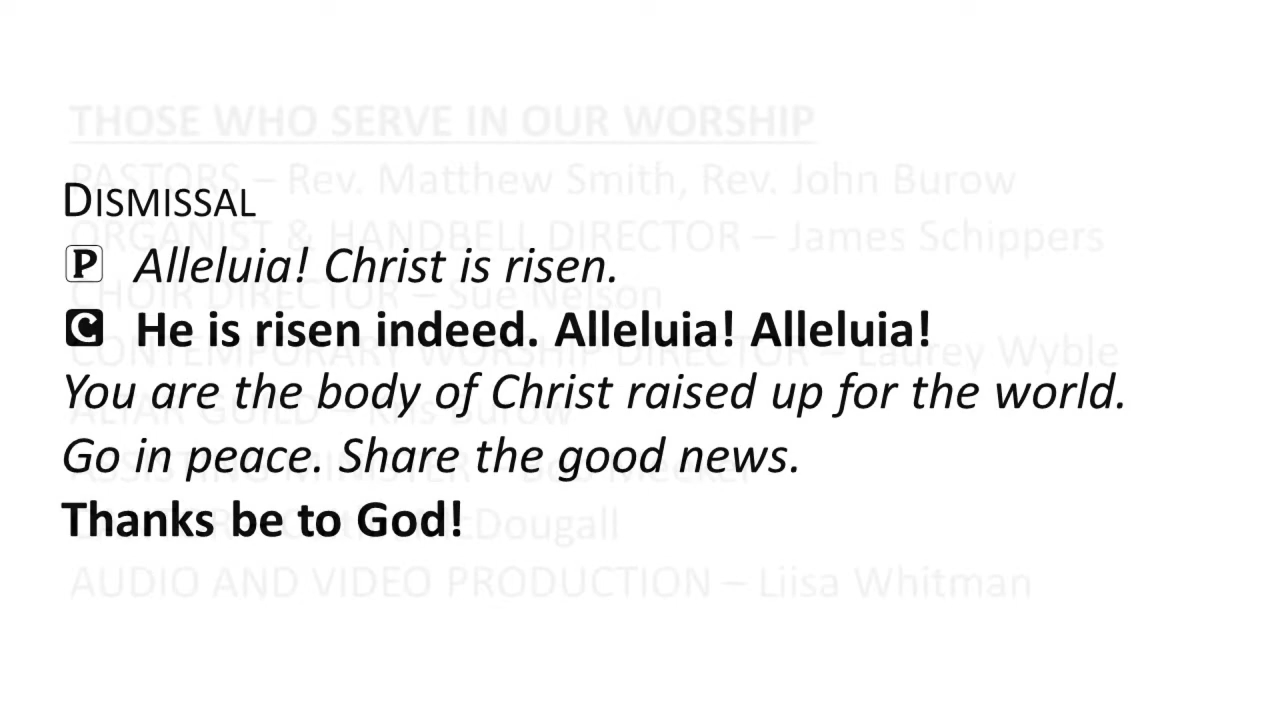 THOSE WHO SERVE IN OUR WORSHIP
PASTORS – Rev. Matthew Smith, Rev. John Burow
DISMISSAL
ORGANIST & HANDBELL DIRECTOR – James Schippers
P Alleluia! Christ is risen.
CHOIR DIRECTOR – Sue Nelson
C He is risen indeed. Alleluia! Alleluia!
CONTEMPORARY WORSHIP DIRECTOR – Laurey Wyble
You are the body of Christ raised up for the world.
ALTAR GUILD – Burow
Go in peace. Share the good news.
ASSISTING MINISTER –
Thanks be to God!
AUDIO AND VIDEO PRODUCTION – Liisa Whitman